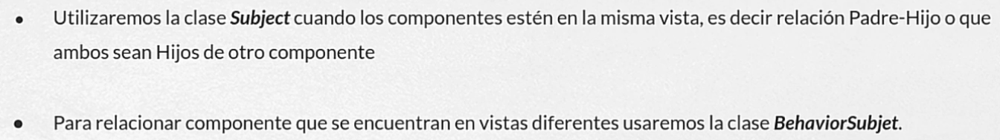 • Utilizaremos la clase Subject cuando los componentes estén en la misma vista, es decir relación Padre-Hijo o que
ambos sean Hijos de otro componente
• Para relacionar componente que se encuentran en vistas diferentes usaremos la clase BehaviorSubjet.